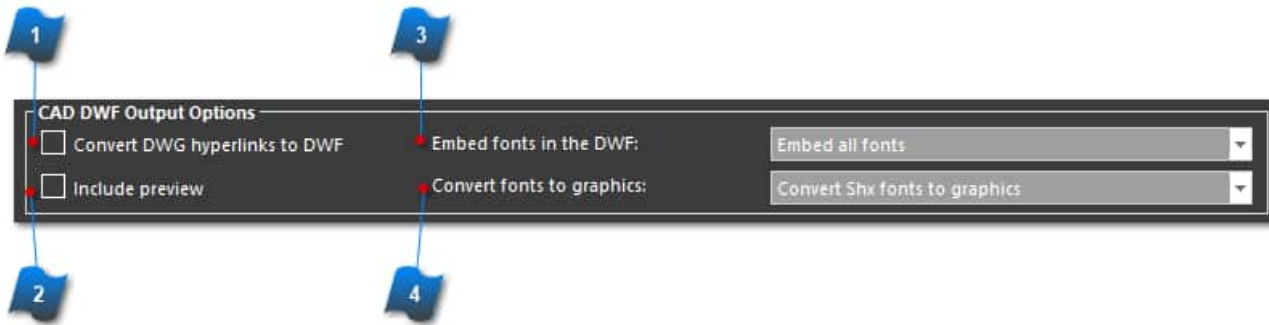 1
3
CAD DWF Output Options
Convert DWG hyperlinks to DWF
Embed fonts in the DWF:
Embed all fonts
Include preview
Convert fonts to graphics:
Convert Shx fonts to graphics
2
4